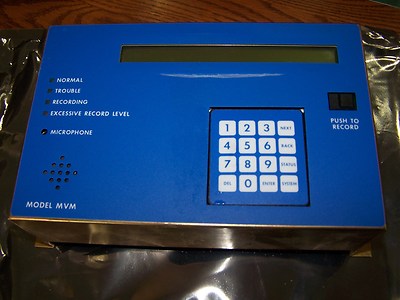 NORMAL
TROUBLE
RECORDING
EXCESSIVE RECORD LEVEL
MICROPHONE
PUSH TO
RECORD
1 2 3 NEXT
4 5 6 BACK
7 8 9 STATUS
DEL 0 ENTER SYSTEM
MODEL MVM